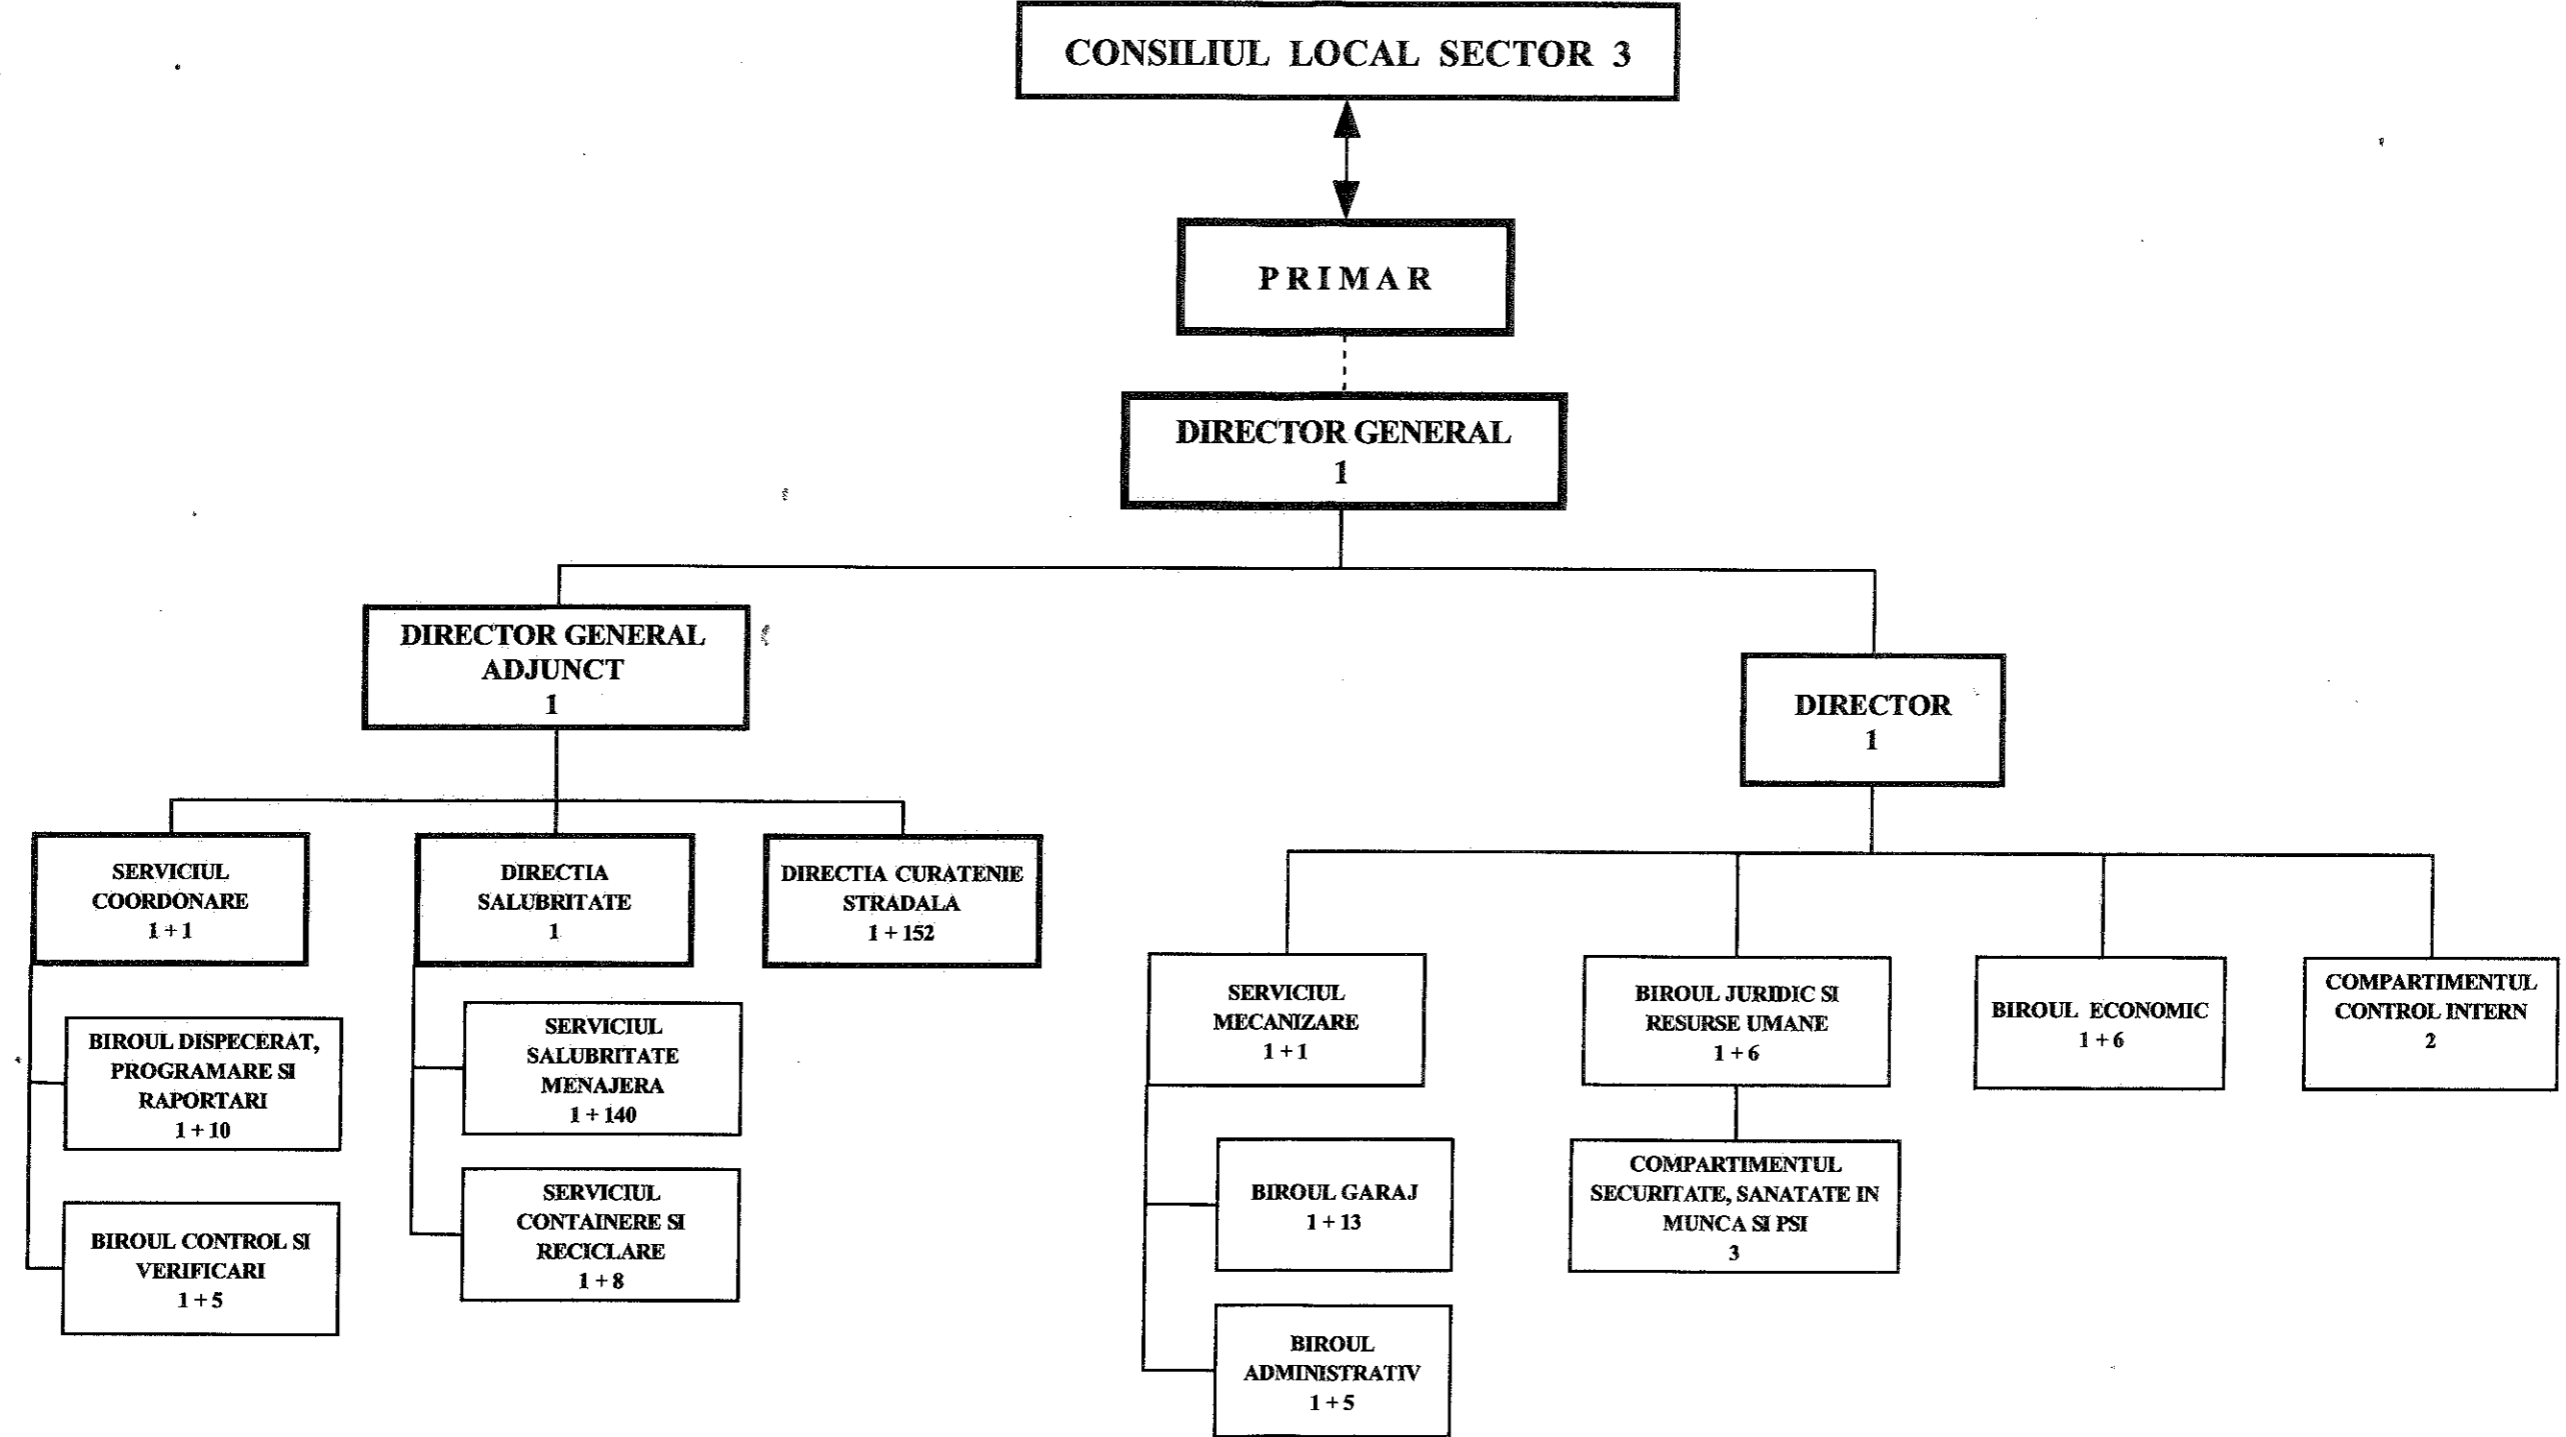 CONSILIUL LOCAL SECTOR 3
PRIMAR
DIRECTOR GENERAL
1
DIRECTOR GENERAL
ADJUNCT
1
DIRECTOR
1
SERVICIUL
COORDONARE
1 + 1
DIRECTIA
SALUBRITATE
1
DIRECTIA CURATENIE
STRADALA
1 + 152
BIROUL DISPECERAT,
PROGRAMARE SI
RAPORTARI
1 + 10
BIROUL CONTROL SI
VERIFICARI
1 + 5
SERVICIUL
SALUBRITATE
MENAJERA
1 + 140
SERVICIUL
CONTAINERE SI
RECICLARE
1 + 8
SERVICIUL
MECANIZARE
1 + 1
BIROUL JURIDIC SI
RESURSE UMANE
1 + 6
BIROUL ECONOMIC
1 + 6
COMPARTIMENTUL
CONTROL INTERN
2
BIROUL GARAJ
1 + 13
BIROUL
ADMINISTRATIV
1 + 5
COMPARTIMENTUL
SECURITATE, SANATATE IN
MUNCA SI PSI
3